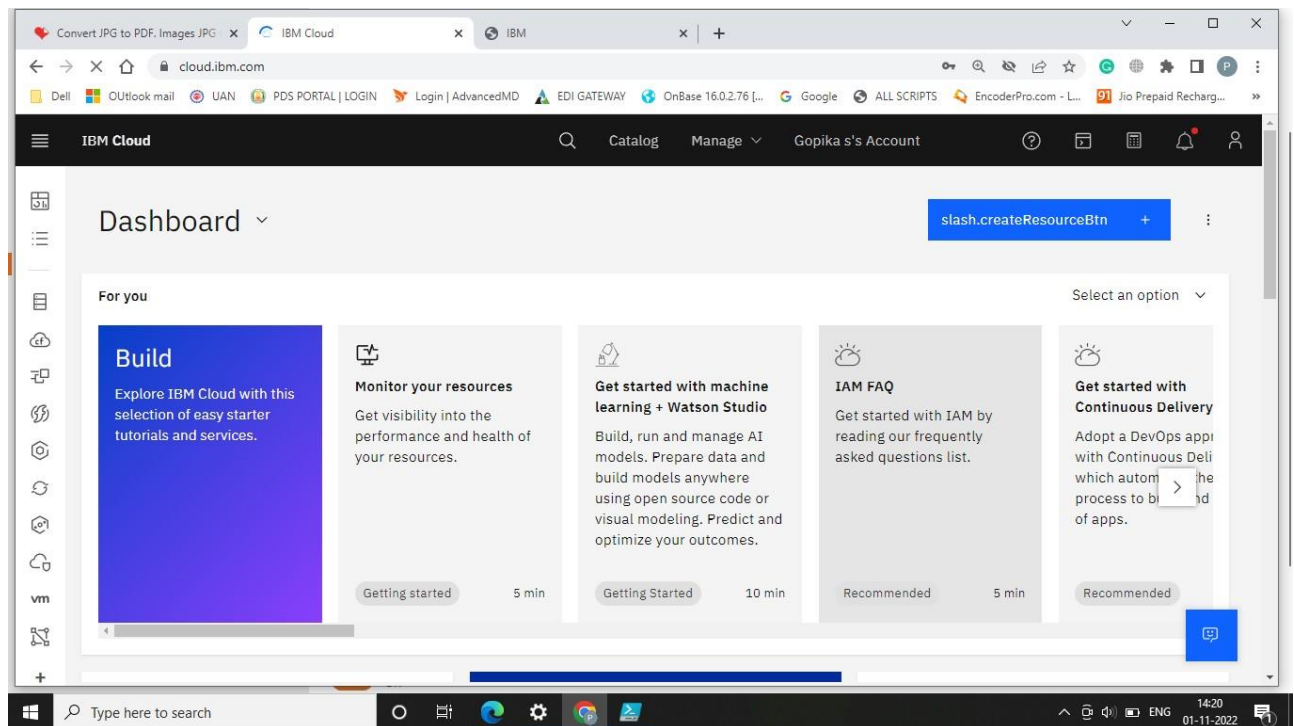 Convert JPG to PDF. Images JPG
IBM Cloud
IBM
cloud.ibm.com
Dell
OUtlook mail
UAN
PDS PORTAL | LOGIN
Login | AdvancedMD
EDI GATEWAY
OnBase 16.0.2.76 [...
Google
ALL SCRIPTS
EncoderPro.com - L...
Jio Prepaid Recharg...
IBM Cloud
Catalog
Manage
Gopika s's Account
Dashboard
slash.createResourceBtn +
For you
Select an option
Build
Explore IBM Cloud with this
selection of easy starter
tutorials and services.
Monitor your resources
Get visibility into the
performance and health of
your resources.
Getting started
5 min
Get started with machine
learning + Watson Studio
Build, run and manage AI
models. Prepare data and
build models anywhere
using open source code or
visual modeling. Predict and
optimize your outcomes.
Getting Started
10 min
IAM FAQ
Get started with IAM by
reading our frequently
asked questions list.
Recommended
5 min
Get started with
Continuous Delivery
Adopt a DevOps appr
with Continuous Deli
which autom he
process to b nd
of apps.
Recommended
vm
Type here to search
ENG
14:20
01-11-2022